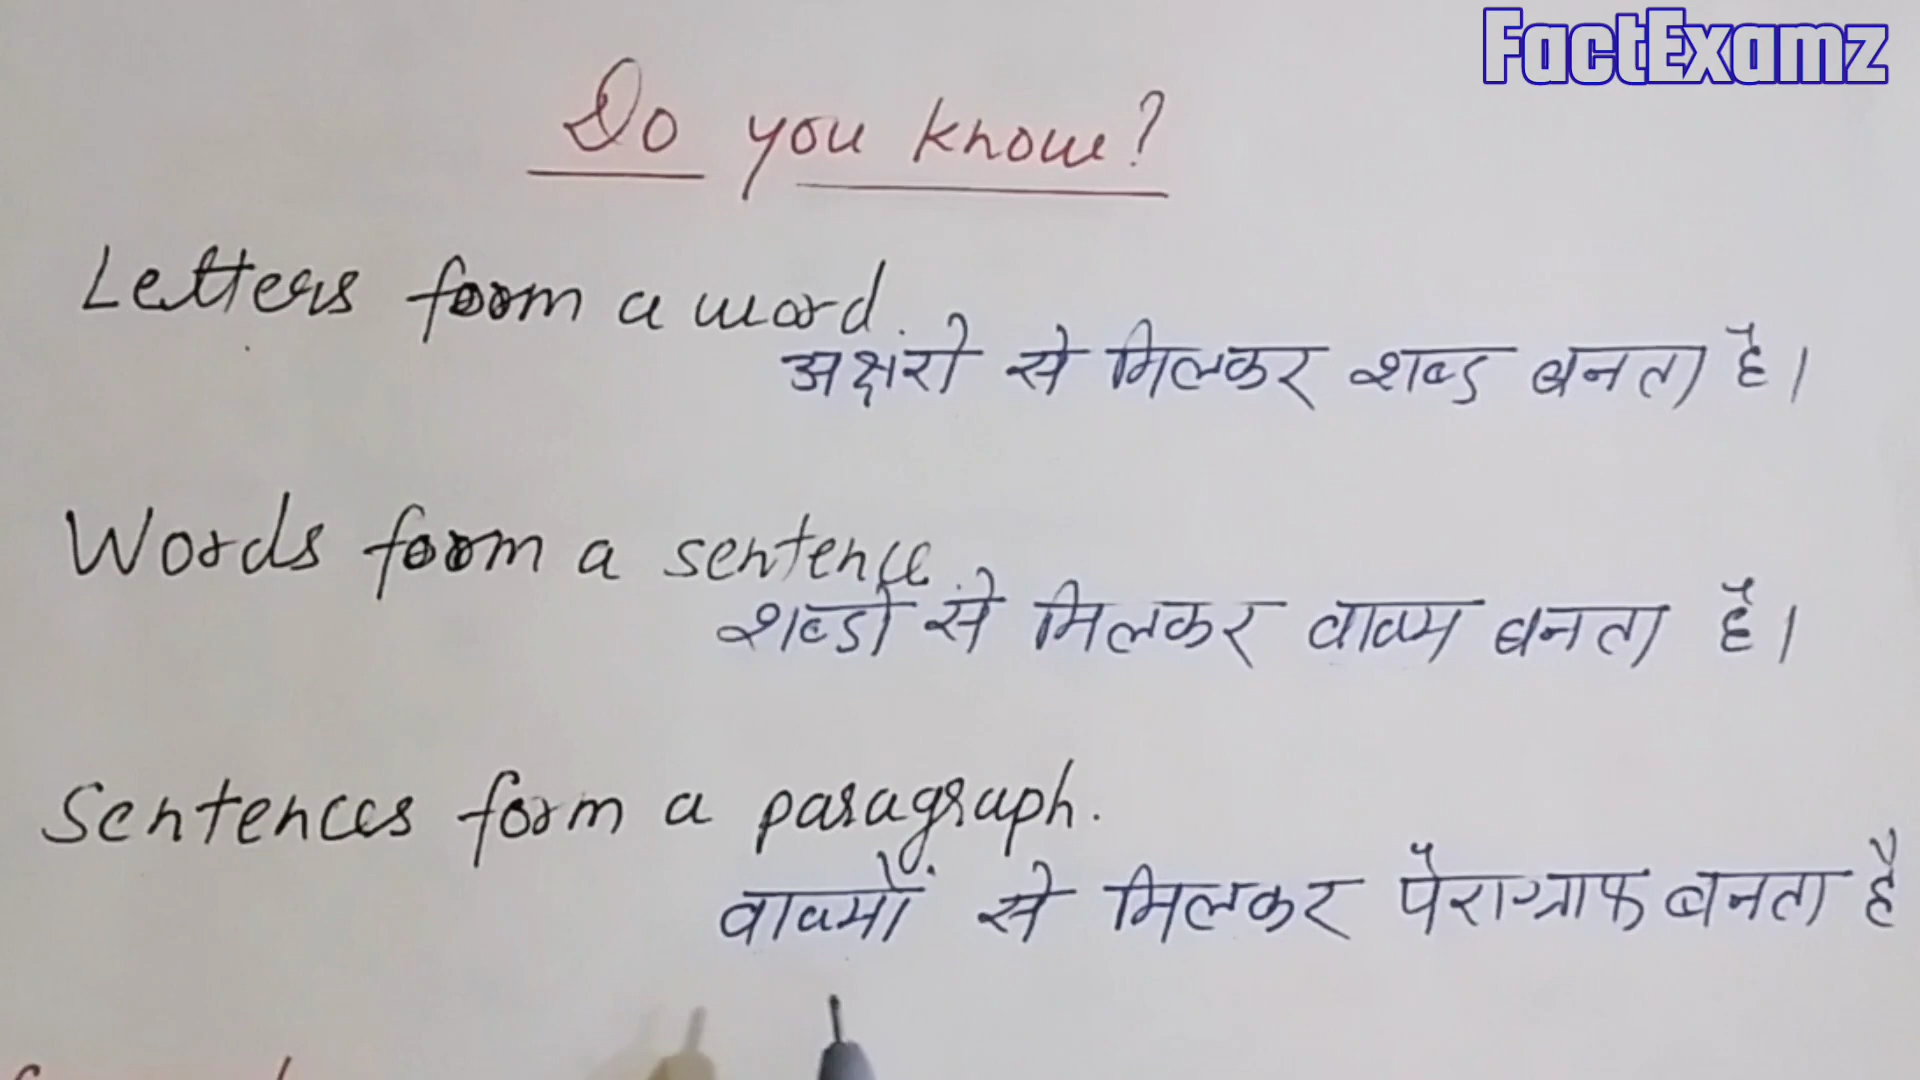 FactExamz
Do you know?
Letters form a word.
अक्षरो से मिलकर शब्द बनता है।
Words form a sentence.
शब्दो से मिलकर वाक्य बनता है।
Sentences form a paragraph.
वाक्यों से मिलकर पैराग्राफ बनता है